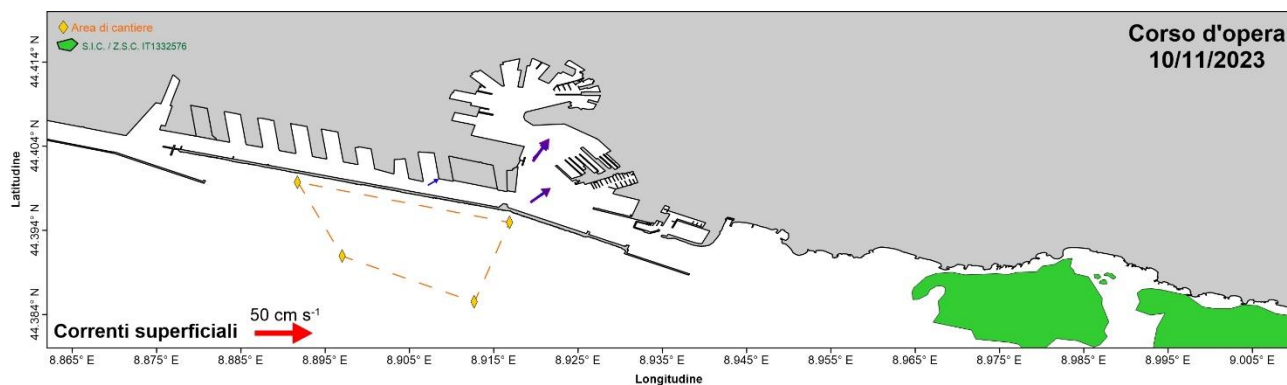 Area di cantiere
S.I.C. / Z.S.C. IT1332576
Corso d'opera
10/11/2023
Latitudine
44.414° N
44.404° N
44.394° N
44.384° N
50 cm s⁻¹
Correnti superficiali
8.865° E 8.875° E 8.885° E 8.895° E 8.905° E 8.915° E 8.925° E 8.935° E 8.945° E 8.955° E 8.965° E 8.975° E 8.985° E 8.995° E 9.005° E
Longitudine